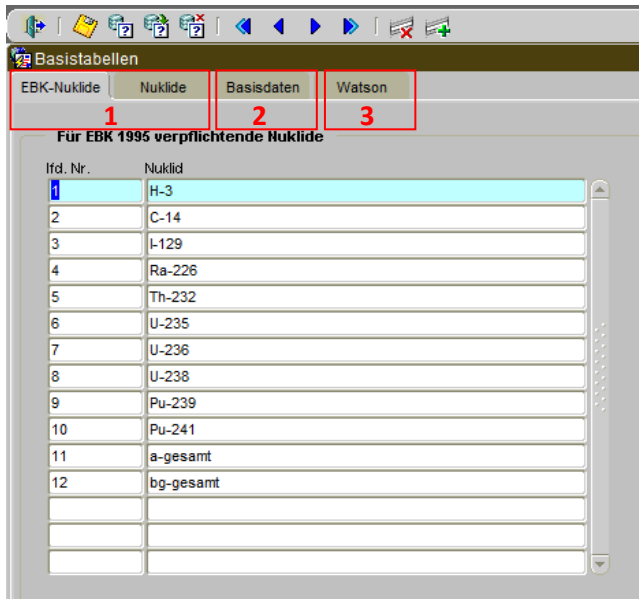 Basistabellen
EBK-Nuklide Nuklide Basisdaten Watson
1 2 3
Für EBK 1995 verpflichtende Nuklide
lfd. Nr. Nuklid
1 H-3
2 C-14
3 I-129
4 Ra-226
5 Th-232
6 U-235
7 U-236
8 U-238
9 Pu-239
10 Pu-241
11 a-gesamt
12 bg-gesamt